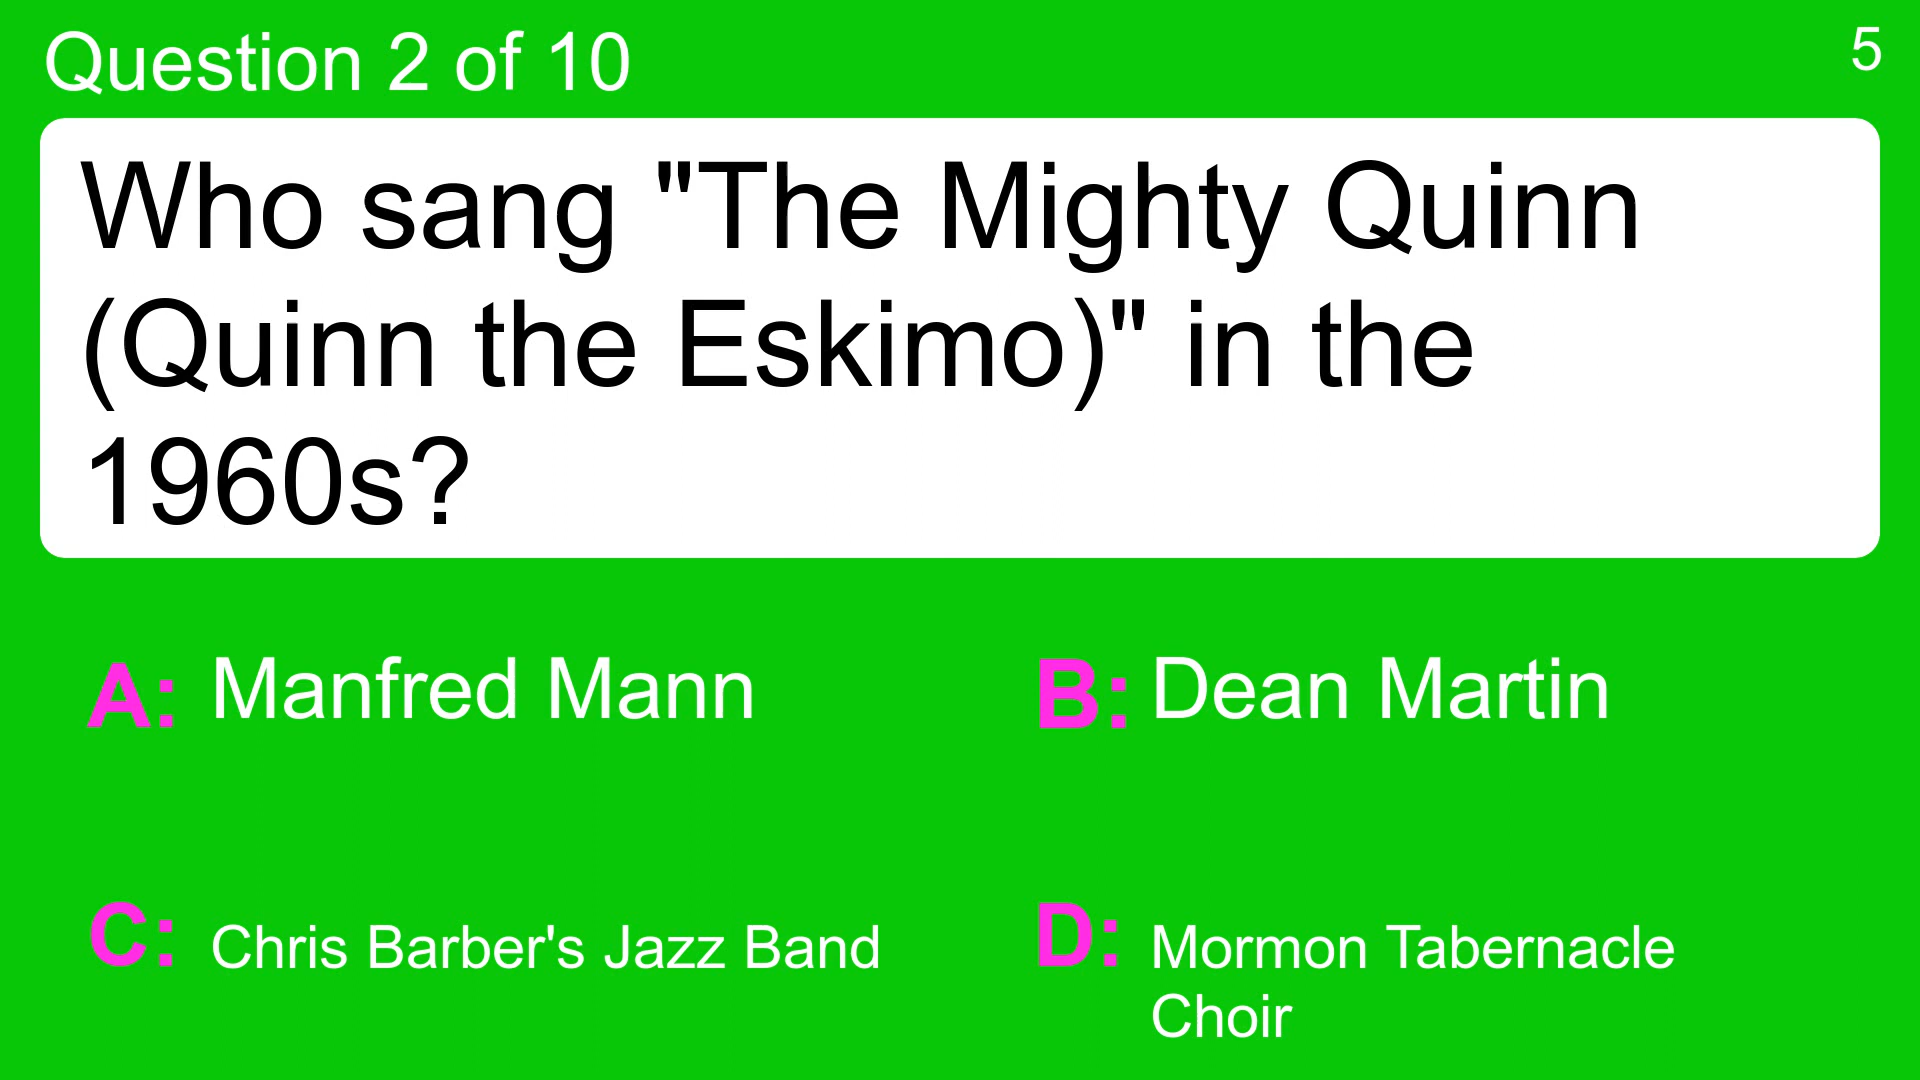 Question 2 of 10
5
Who sang "The Mighty Quinn
(Quinn the Eskimo)" in the
1960s?
A: Manfred Mann
B: Dean Martin
C: Chris Barber's Jazz Band
D: Mormon Tabernacle
Choir